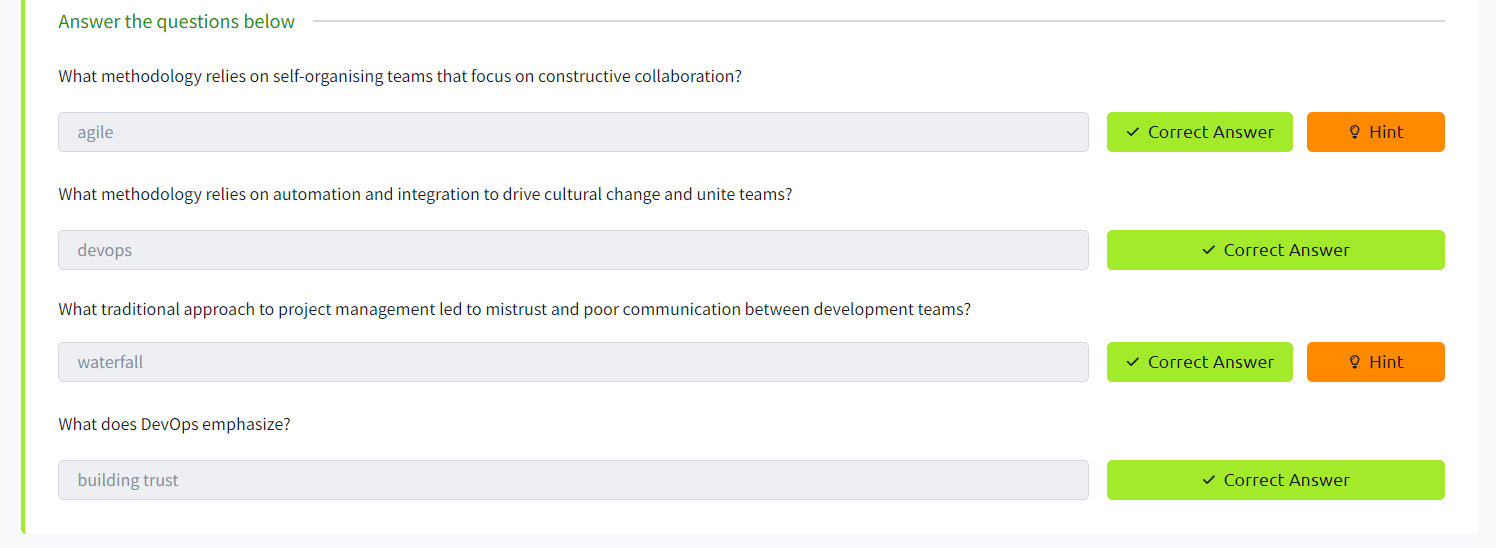 Answer the questions below
What methodology relies on self-organising teams that focus on constructive collaboration?
agile
Correct Answer
Hint
What methodology relies on automation and integration to drive cultural change and unite teams?
devops
Correct Answer
What traditional approach to project management led to mistrust and poor communication between development teams?
waterfall
Correct Answer
Hint
What does DevOps emphasize?
building trust
Correct Answer